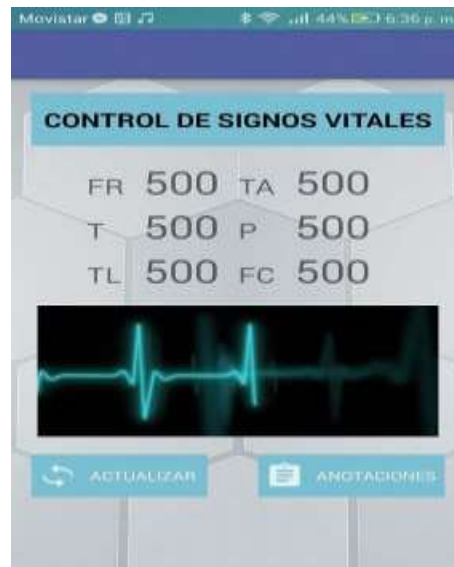 Movistar 44% 6:36 p. m
CONTROL DE SIGNOS VITALES
FR 500 TA 500
T 500 P 500
TL 500 FC 500
ACTUALIZAR ANOTACIONES